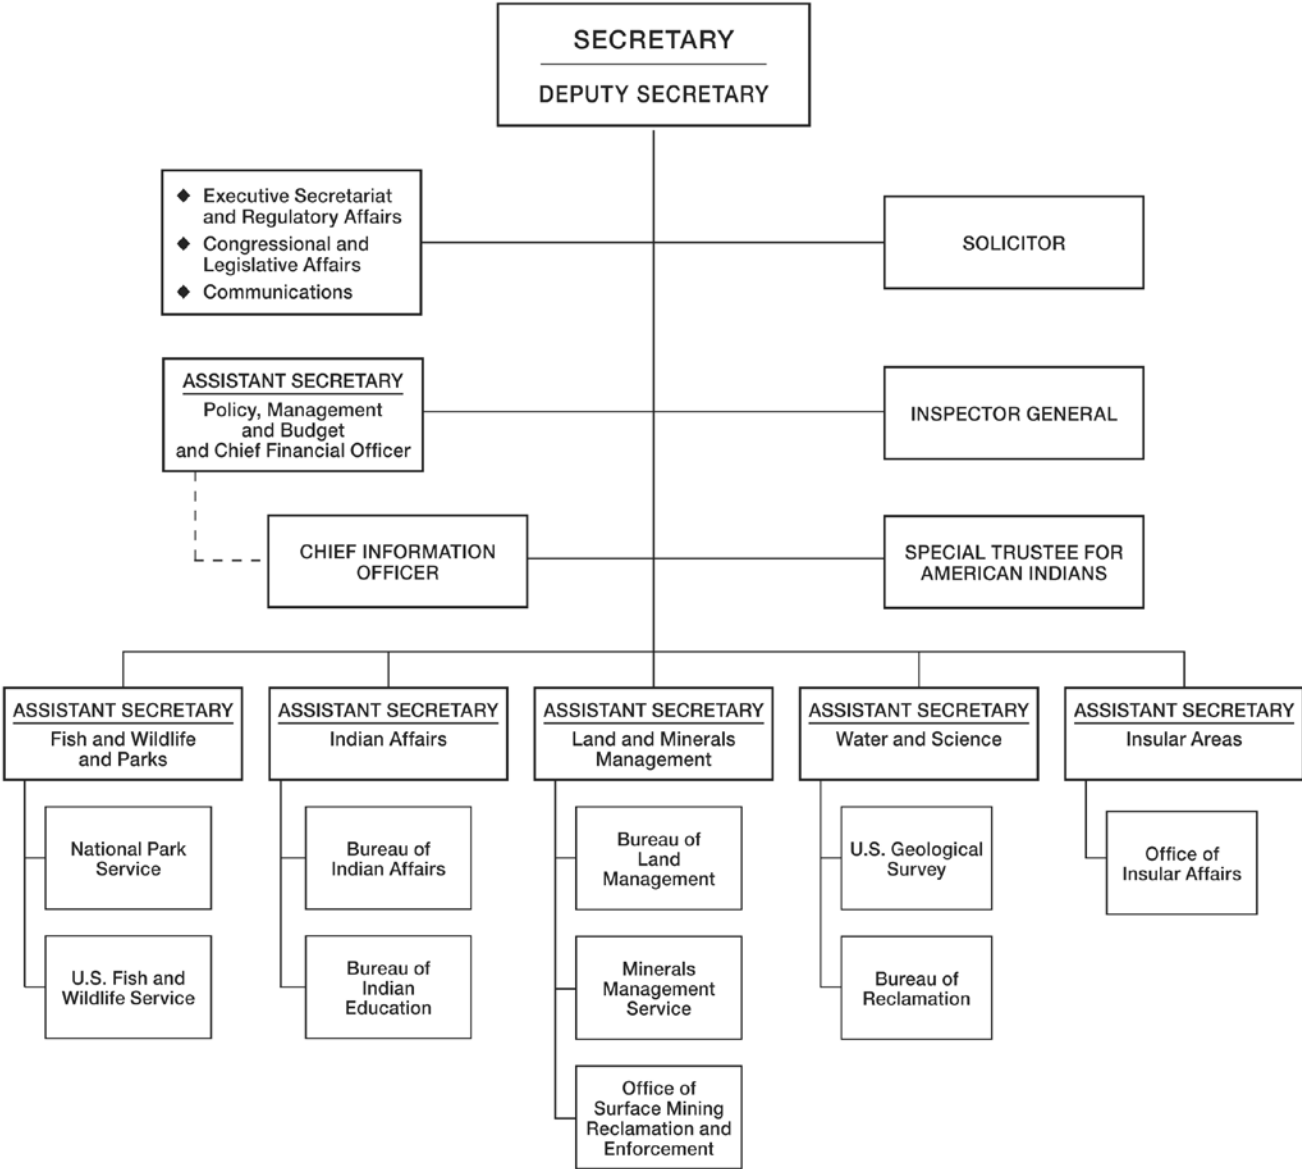 SECRETARY
DEPUTY SECRETARY
◆ Executive Secretariat
and Regulatory Affairs
◆ Congressional and
Legislative Affairs
◆ Communications
SOLICITOR
ASSISTANT SECRETARY
Policy, Management
and Budget
and Chief Financial Officer
INSPECTOR GENERAL
CHIEF INFORMATION
OFFICER
SPECIAL TRUSTEE FOR
AMERICAN INDIANS
ASSISTANT SECRETARY
Fish and Wildlife
and Parks
National Park
Service
U.S. Fish and
Wildlife Service
ASSISTANT SECRETARY
Indian Affairs
Bureau of
Indian Affairs
Bureau of
Indian
Education
ASSISTANT SECRETARY
Land and Minerals
Management
Bureau of
Land
Management
Minerals
Management
Service
Office of
Surface Mining
Reclamation and
Enforcement
ASSISTANT SECRETARY
Water and Science
U.S. Geological
Survey
Bureau of
Reclamation
ASSISTANT SECRETARY
Insular Areas
Office of
Insular Affairs